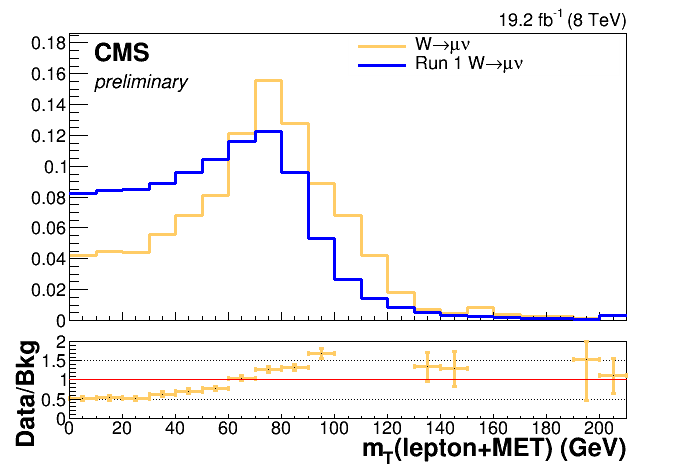 19.2 fb-1 (8 TeV)
CMS
preliminary
W→μν
Run 1 W→μν
0.18
0.16
0.14
0.12
0.1
0.08
0.06
0.04
0.02
0
Data/Bkg
2
1.5
1
0.5
0
0 20 40 60 80 100 120 140 160 180 200
mT(lepton+MET) (GeV)